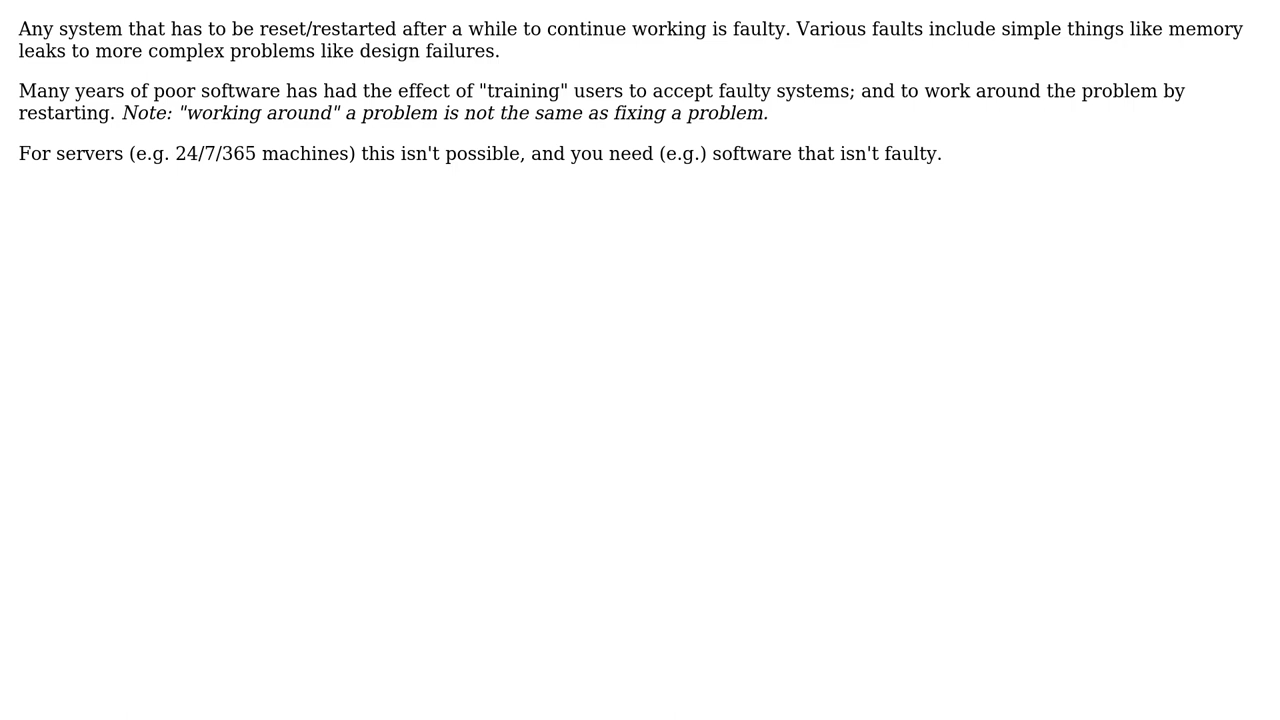 Any system that has to be reset/restarted after a while to continue working is faulty. Various faults include simple things like memory
leaks to more complex problems like design failures.
Many years of poor software has had the effect of "training" users to accept faulty systems; and to work around the problem by
restarting. Note: "working around" a problem is not the same as fixing a problem.
For servers (e.g. 24/7/365 machines) this isn't possible, and you need (e.g.) software that isn't faulty.